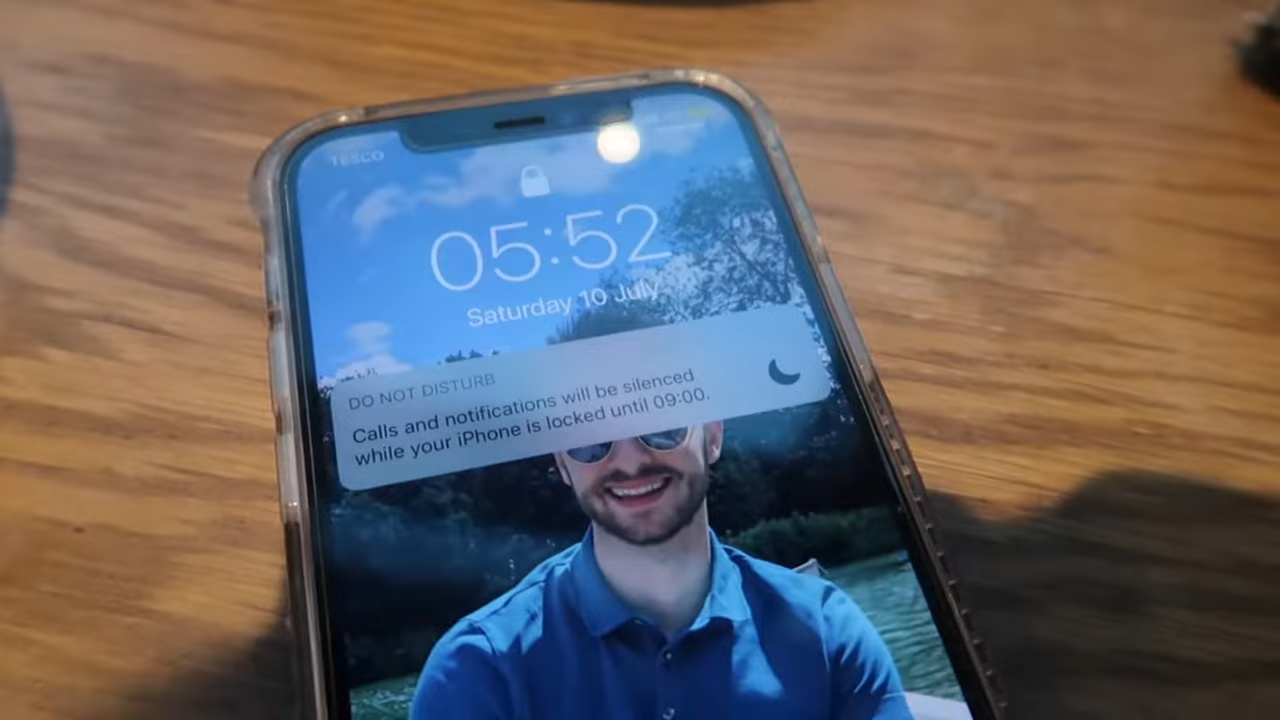 TESCO
05:52
Saturday 10 July
DO NOT DISTURB
Calls and notifications will be silenced
while your iPhone is locked until 09:00.